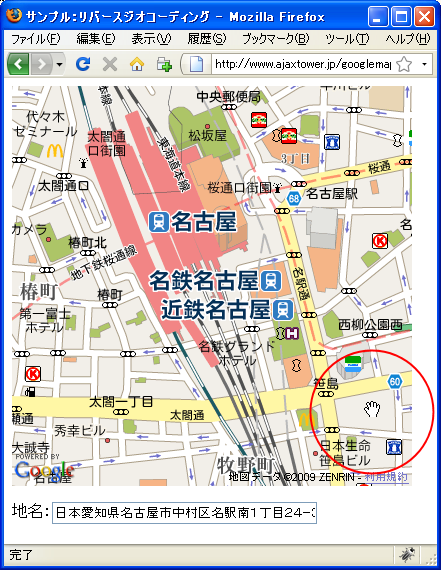 サンプル：リバースジオコーディング - Mozilla Firefox
ファイル(F) 編集(E) 表示(V) 履歴(S) ブックマーク(B) ツール(T) ヘルプ(H)
http://www.ajaxtower.jp/googlemap
中央郵便局
代々木
ゼミナール
太閤通
口街園
松坂屋
東海道本線
3丁目
桜通
太閤通口
桜通口街園
68
名古屋駅
カメラ
椿町北
名古屋
地下鉄桜通線
名駅通
椿町
椿町
名鉄名古屋
近鉄名古屋
第一富士
ホテル
西柳公園西
名鉄グランド
ホテル
笹島
60
太閤一丁目
太閤通
秀幸ビル
大誠寺
日本生命
笹島ビル
牧野町
POWERED BY
Google
名古屋
地図データ ©2009 ZENRIN - 利用規約
地名：日本愛知県名古屋市中村区名駅南1丁目24-3
完了